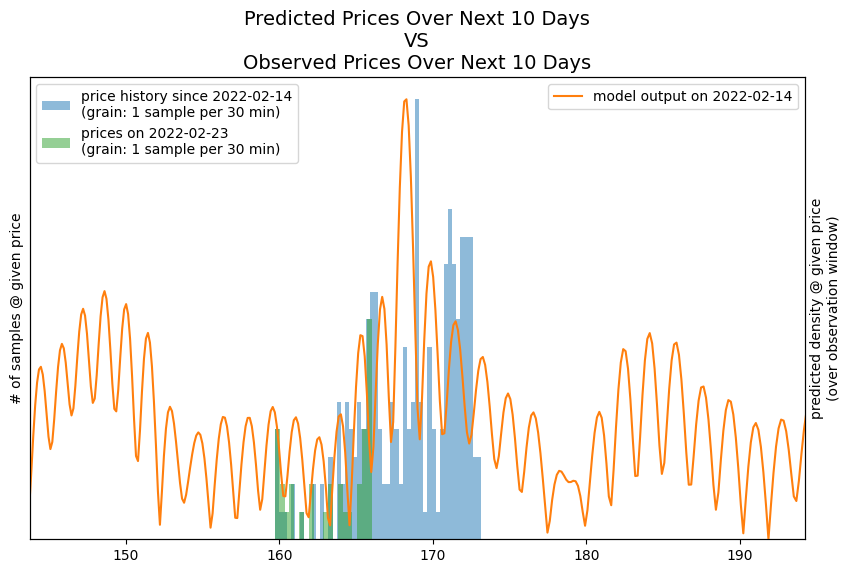 Predicted Prices Over Next 10 Days
VS
Observed Prices Over Next 10 Days
price history since 2022-02-14
(grain: 1 sample per 30 min)
prices on 2022-02-23
(grain: 1 sample per 30 min)
model output on 2022-02-14
# of samples @ given price
predicted density @ given price
(over observation window)
150
160
170
180
190